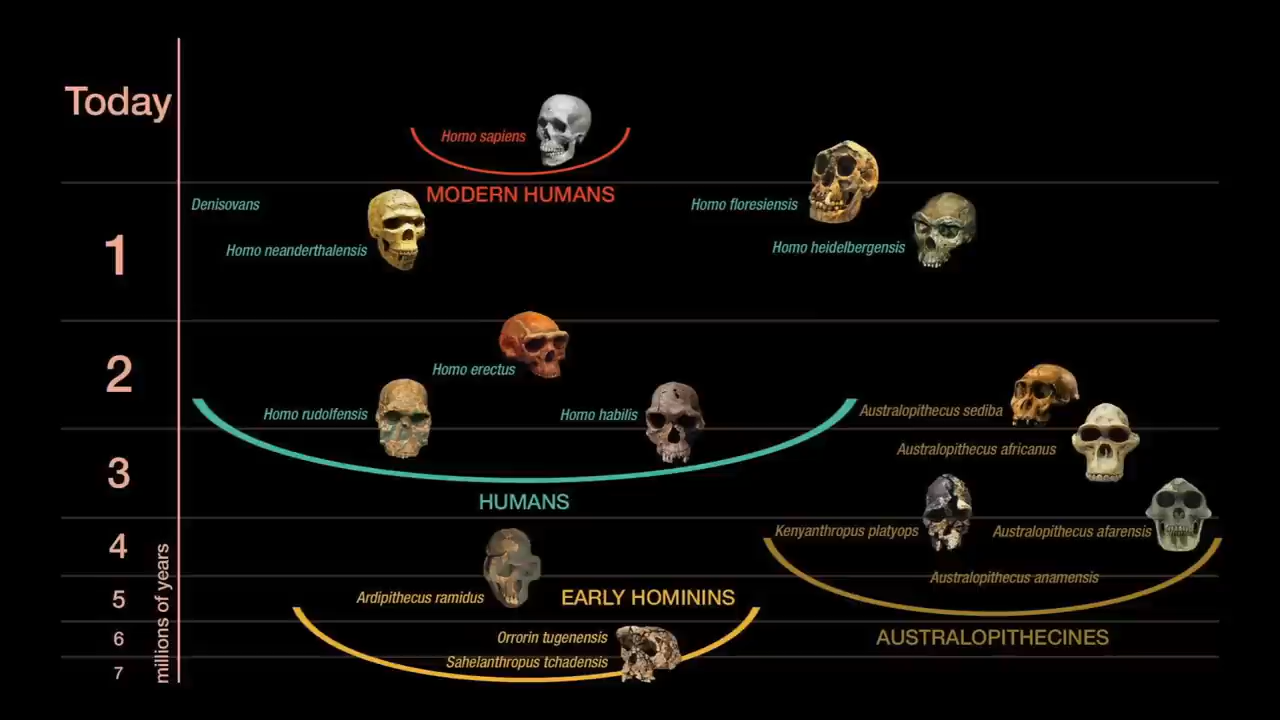 Today
Homo sapiens
MODERN HUMANS
Denisovans
Homo floresiensis
1
Homo neanderthalensis
Homo heidelbergensis
2
Homo erectus
Homo rudolfensis
Homo habilis
Australopithecus sediba
Australopithecus africanus
3
HUMANS
Kenyanthropus platyops
Australopithecus afarensis
4
Australopithecus anamensis
5
Ardipithecus ramidus
EARLY HOMININS
6
Orrorin tugenensis
AUSTRALOPITHECINES
Sahelanthropus tchadensis
7
millions of years